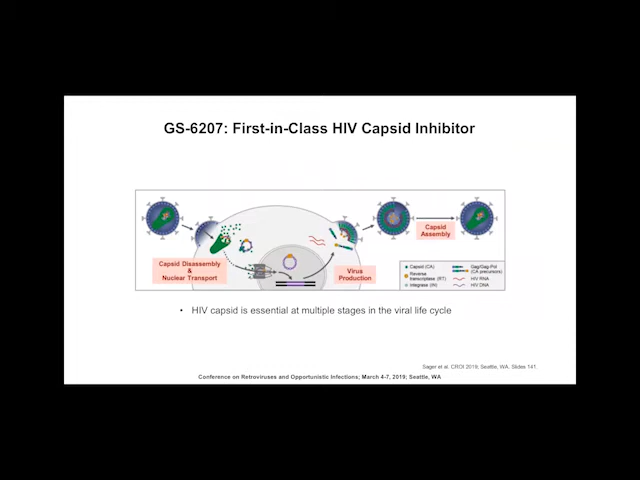 GS-6207: First-in-Class HIV Capsid Inhibitor
Capsid Disassembly
&
Nuclear Transport
Virus
Production
Capsid
Assembly
Capsid (CA)
Reverse
transcriptase (RT)
Integrase (IN)
Gag/Gag-Pol
(CA precursors)
HIV RNA
HIV DNA
• HIV capsid is essential at multiple stages in the viral life cycle
Sager et al. CROI 2019; Seattle, WA. Slides 141.
Conference on Retroviruses and Opportunistic Infections; March 4-7, 2019; Seattle, WA